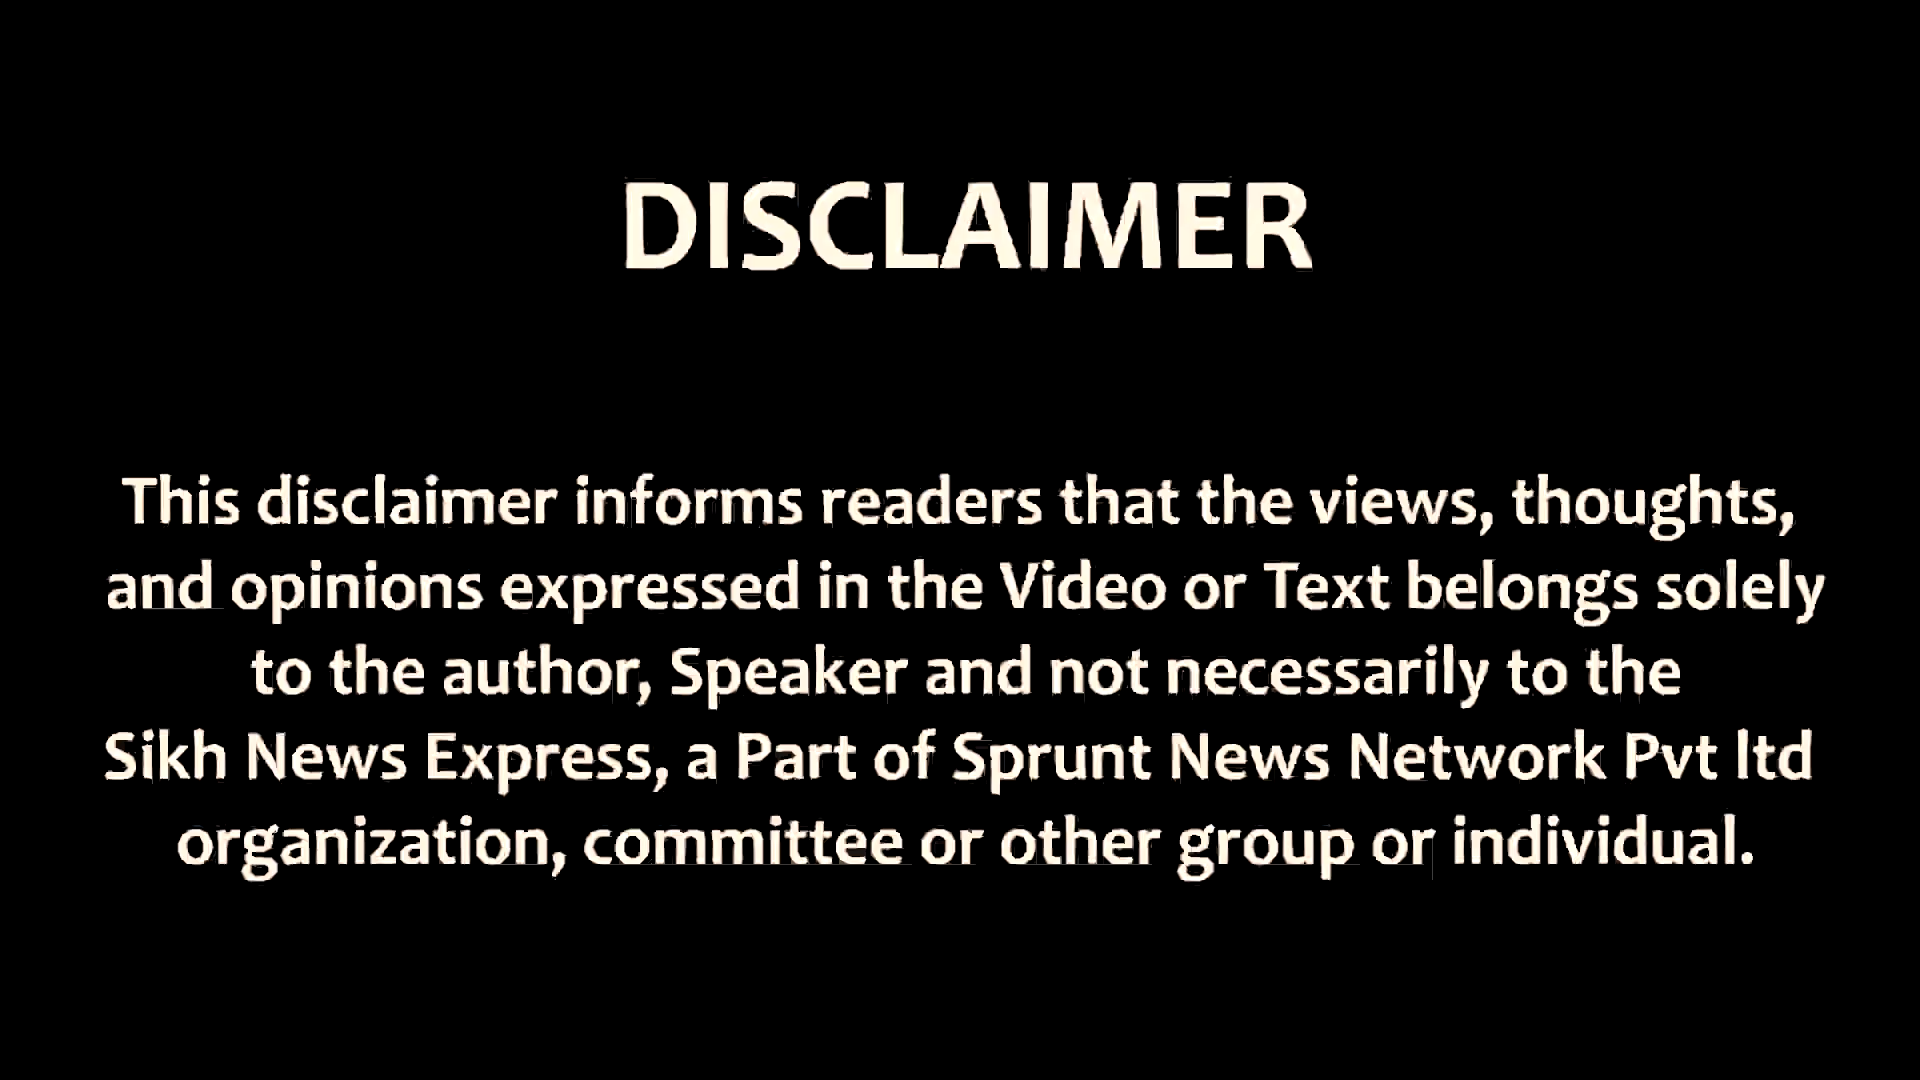 DISCLAIMER
This disclaimer informs readers that the views, thoughts,
and opinions expressed in the Video or Text belongs solely
to the author, Speaker and not necessarily to the
Sikh News Express, a Part of Sprunt News Network Pvt ltd
organization, committee or other group or individual.